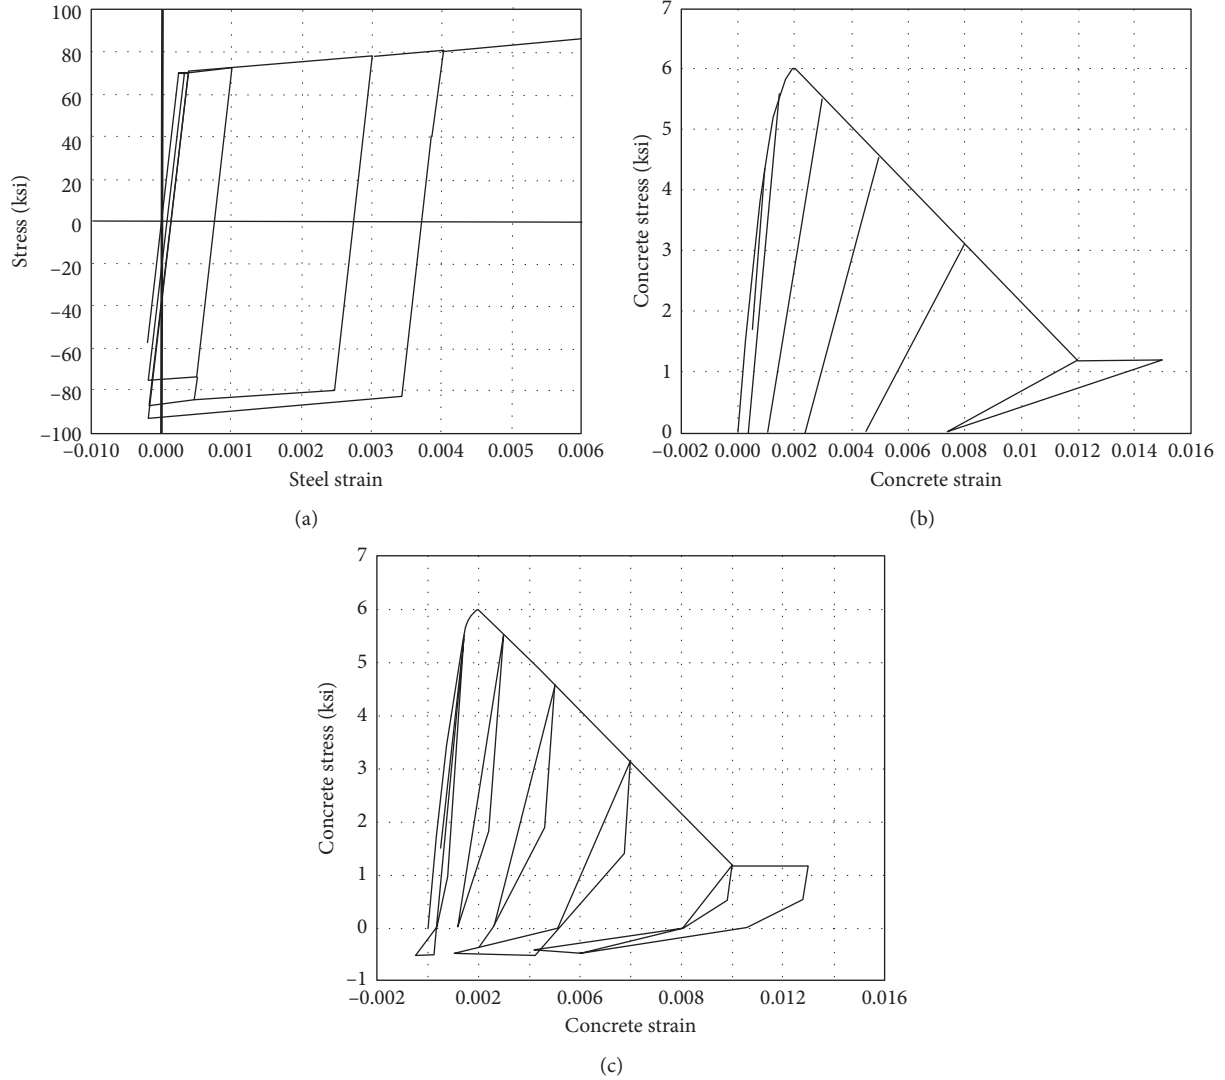 100
80
60
40
20
0
−20
−40
−60
−80
−100
Stress (ksi)
−0.010 0.000 0.001 0.002 0.003 0.004 0.005 0.006
Steel strain
(a)
7
6
5
4
3
2
1
0
Concrete stress (ksi)
−0.002 0.000 0.002 0.004 0.006 0.008 0.01 0.012 0.014 0.016
Concrete strain
(b)
7
6
5
4
3
2
1
0
−1
Concrete stress (ksi)
−0.002 0.002 0.006 0.008 0.012 0.016
Concrete strain
(c)